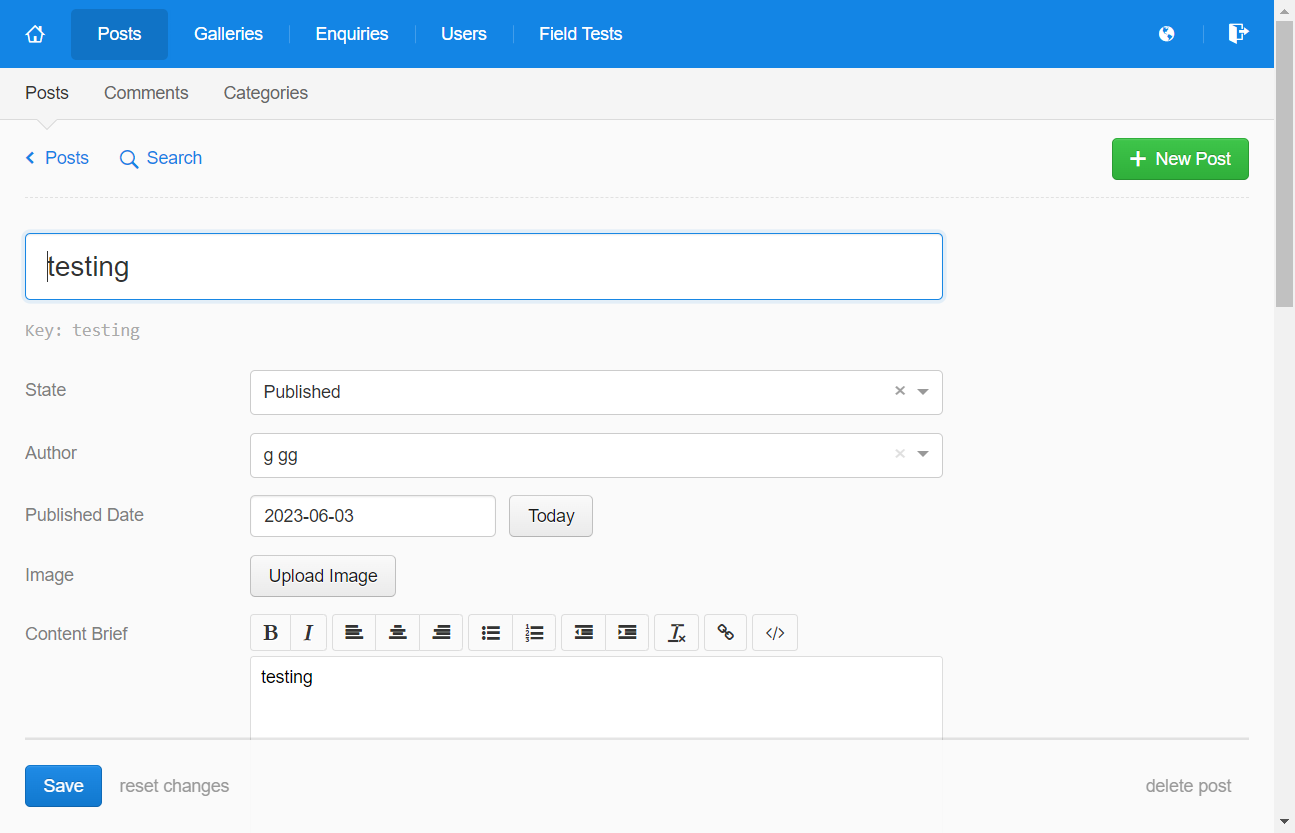 Posts Galleries Enquiries Users Field Tests
Posts Comments Categories
Posts Search New Post
testing
Key: testing
State Published
Author g gg
Published Date 2023-06-03 Today
Image Upload Image
Content Brief B I
testing
Save reset changes delete post